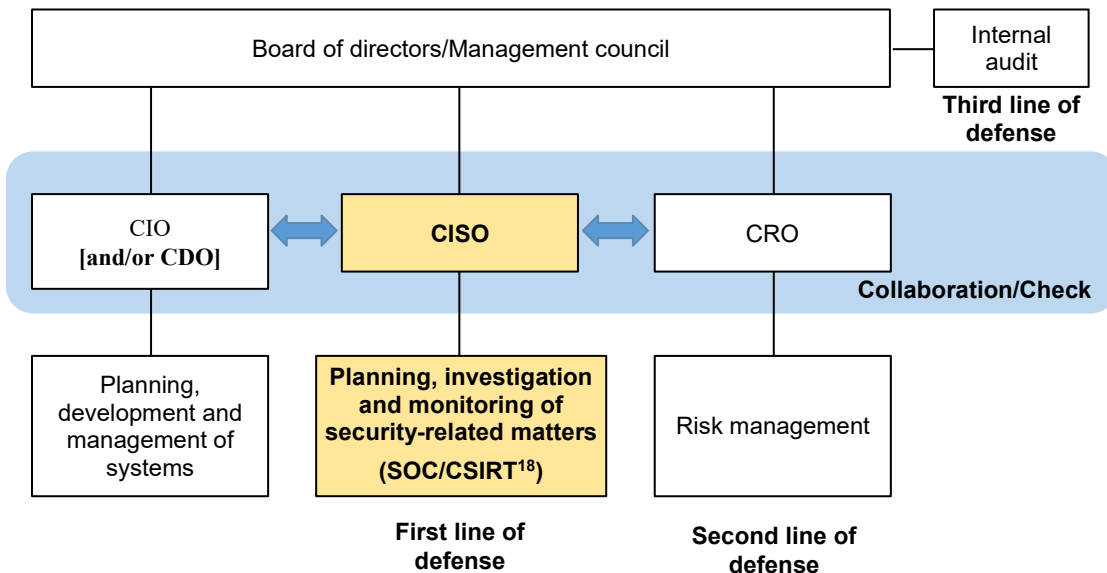 Board of directors/Management council
Internal
audit
Third line of
defense
CIO
[and/or CDO]
CISO
CRO
Collaboration/Check
Planning,
development and
management of
systems
Planning, investigation
and monitoring of
security-related matters
(SOC/CSIRT18)
Risk management
First line of
defense
Second line of
defense